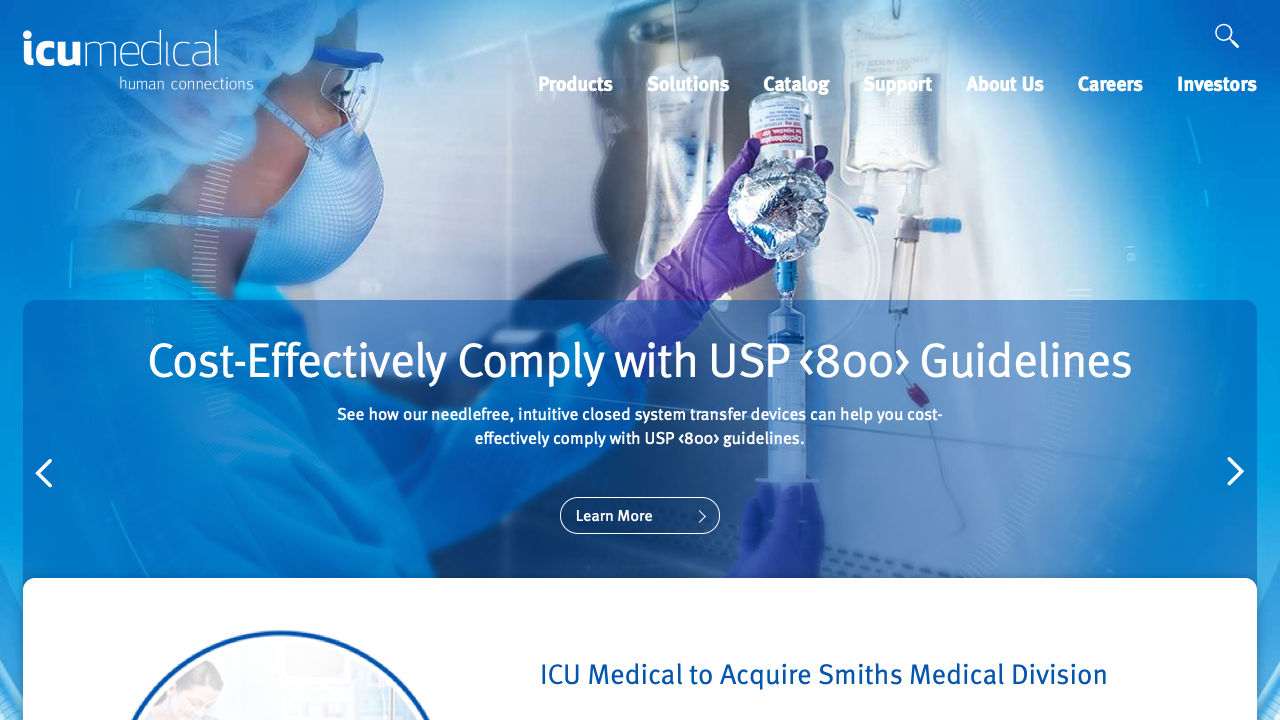 icumedical
human connections
Products Solutions Catalog Support About Us Careers Investors
Cost-Effectively Comply with USP <800> Guidelines
See how our needlefree, intuitive closed system transfer devices can help you cost-
effectively comply with USP <800> guidelines.
Learn More
ICU Medical to Acquire Smiths Medical Division